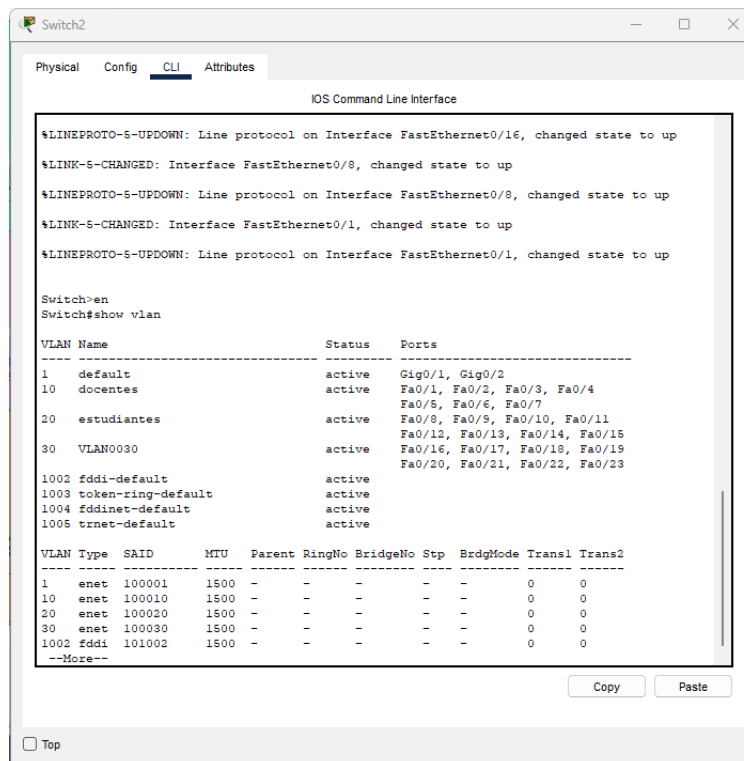 Switch2
Physical Config CLI Attributes
IOS Command Line Interface
%LINEPROTO-5-UPDOWN: Line protocol on Interface FastEthernet0/16, changed state to up
%LINK-5-CHANGED: Interface FastEthernet0/8, changed state to up
%LINEPROTO-5-UPDOWN: Line protocol on Interface FastEthernet0/8, changed state to up
%LINK-5-CHANGED: Interface FastEthernet0/1, changed state to up
%LINEPROTO-5-UPDOWN: Line protocol on Interface FastEthernet0/1, changed state to up
Switch>en
Switch#show vlan
VLAN Name                             Status    Ports
---- -------------------------------- --------- -------------------------------
1    default                          active    Gig0/1, Gig0/2
10   docentes                         active    Fa0/1, Fa0/2, Fa0/3, Fa0/4
                                                Fa0/5, Fa0/6, Fa0/7
20   estudiantes                      active    Fa0/8, Fa0/9, Fa0/10, Fa0/11
                                                Fa0/12, Fa0/13, Fa0/14, Fa0/15
30   VLAN0030                         active    Fa0/16, Fa0/17, Fa0/18, Fa0/19
                                                Fa0/20, Fa0/21, Fa0/22, Fa0/23
1002 fddi-default                     active
1003 token-ring-default               active
1004 fddinet-default                  active
1005 trnet-default                    active
VLAN Type  SAID       MTU   Parent RingNo BridgeNo Stp  BrdgMode Trans1 Trans2
---- ----- ---------- ----- ------ ------ -------- ---- -------- ------ ------
1    enet  100001     1500  -      -      -        -    -        0      0
10   enet  100010     1500  -      -      -        -    -        0      0
20   enet  100020     1500  -      -      -        -    -        0      0
30   enet  100030     1500  -      -      -        -    -        0      0
1002 fddi  101002     1500  -      -      -        -    -        0      0
--More--
Copy Paste
Top